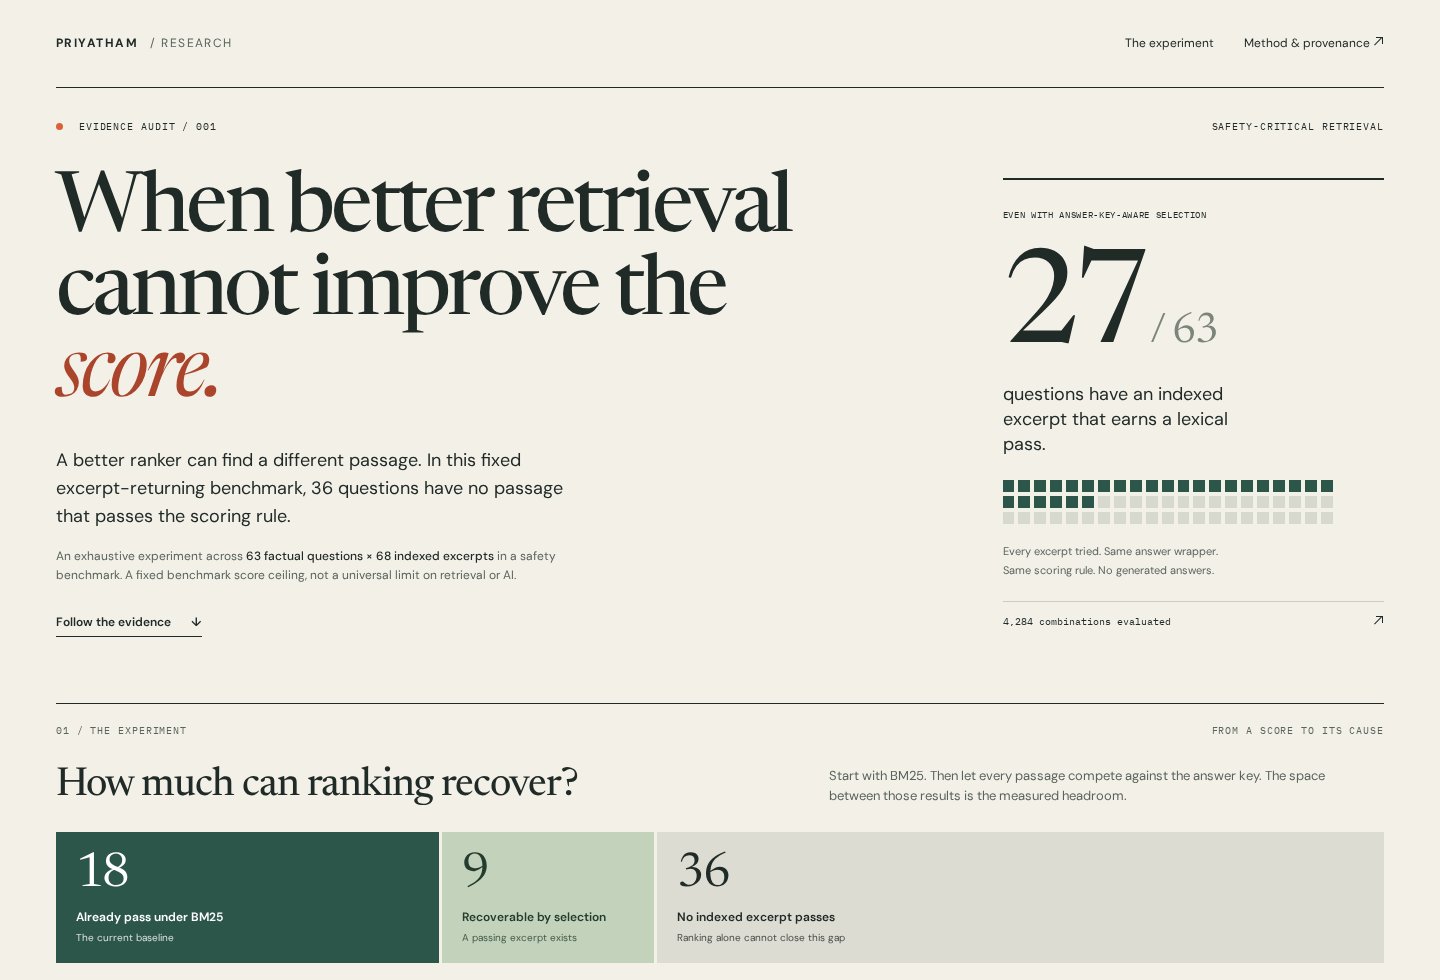 PRIYATHAM / RESEARCH
The experiment
Method & provenance ↗
EVIDENCE AUDIT / 001
SAFETY-CRITICAL RETRIEVAL
When better retrieval
cannot improve the
score.
A better ranker can find a different passage. In this fixed
excerpt-returning benchmark, 36 questions have no passage
that passes the scoring rule.
An exhaustive experiment across 63 factual questions × 68 indexed excerpts in a safety
benchmark. A fixed benchmark score ceiling, not a universal limit on retrieval or AI.
Follow the evidence ↓
EVEN WITH ANSWER-KEY-AWARE SELECTION
27 / 63
questions have an indexed
excerpt that earns a lexical
pass.
Every excerpt tried. Same answer wrapper.
Same scoring rule. No generated answers.
4,284 combinations evaluated ↗
01 / THE EXPERIMENT
FROM A SCORE TO ITS CAUSE
How much can ranking recover?
Start with BM25. Then let every passage compete against the answer key. The space
between those results is the measured headroom.
18
Already pass under BM25
The current baseline
9
Recoverable by selection
A passing excerpt exists
36
No indexed excerpt passes
Ranking alone cannot close this gap